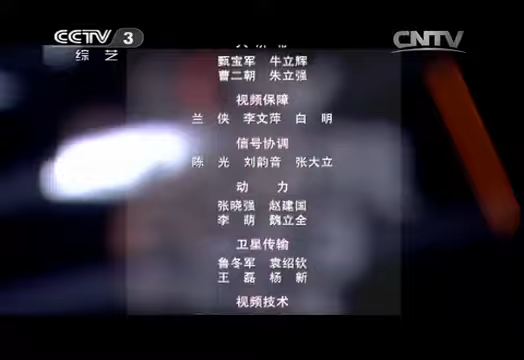 CCTV 3
综艺
CNTV
甄宝军 牛立辉
曹二朝 朱立强
视频保障
兰侠 李文萍 白明
信号协调
陈光 刘韵音 张大立
动力
张晓强 赵建国
李荫 魏立全
卫星传输
鲁冬军 袁绍钦
王磊 杨新
视频技术